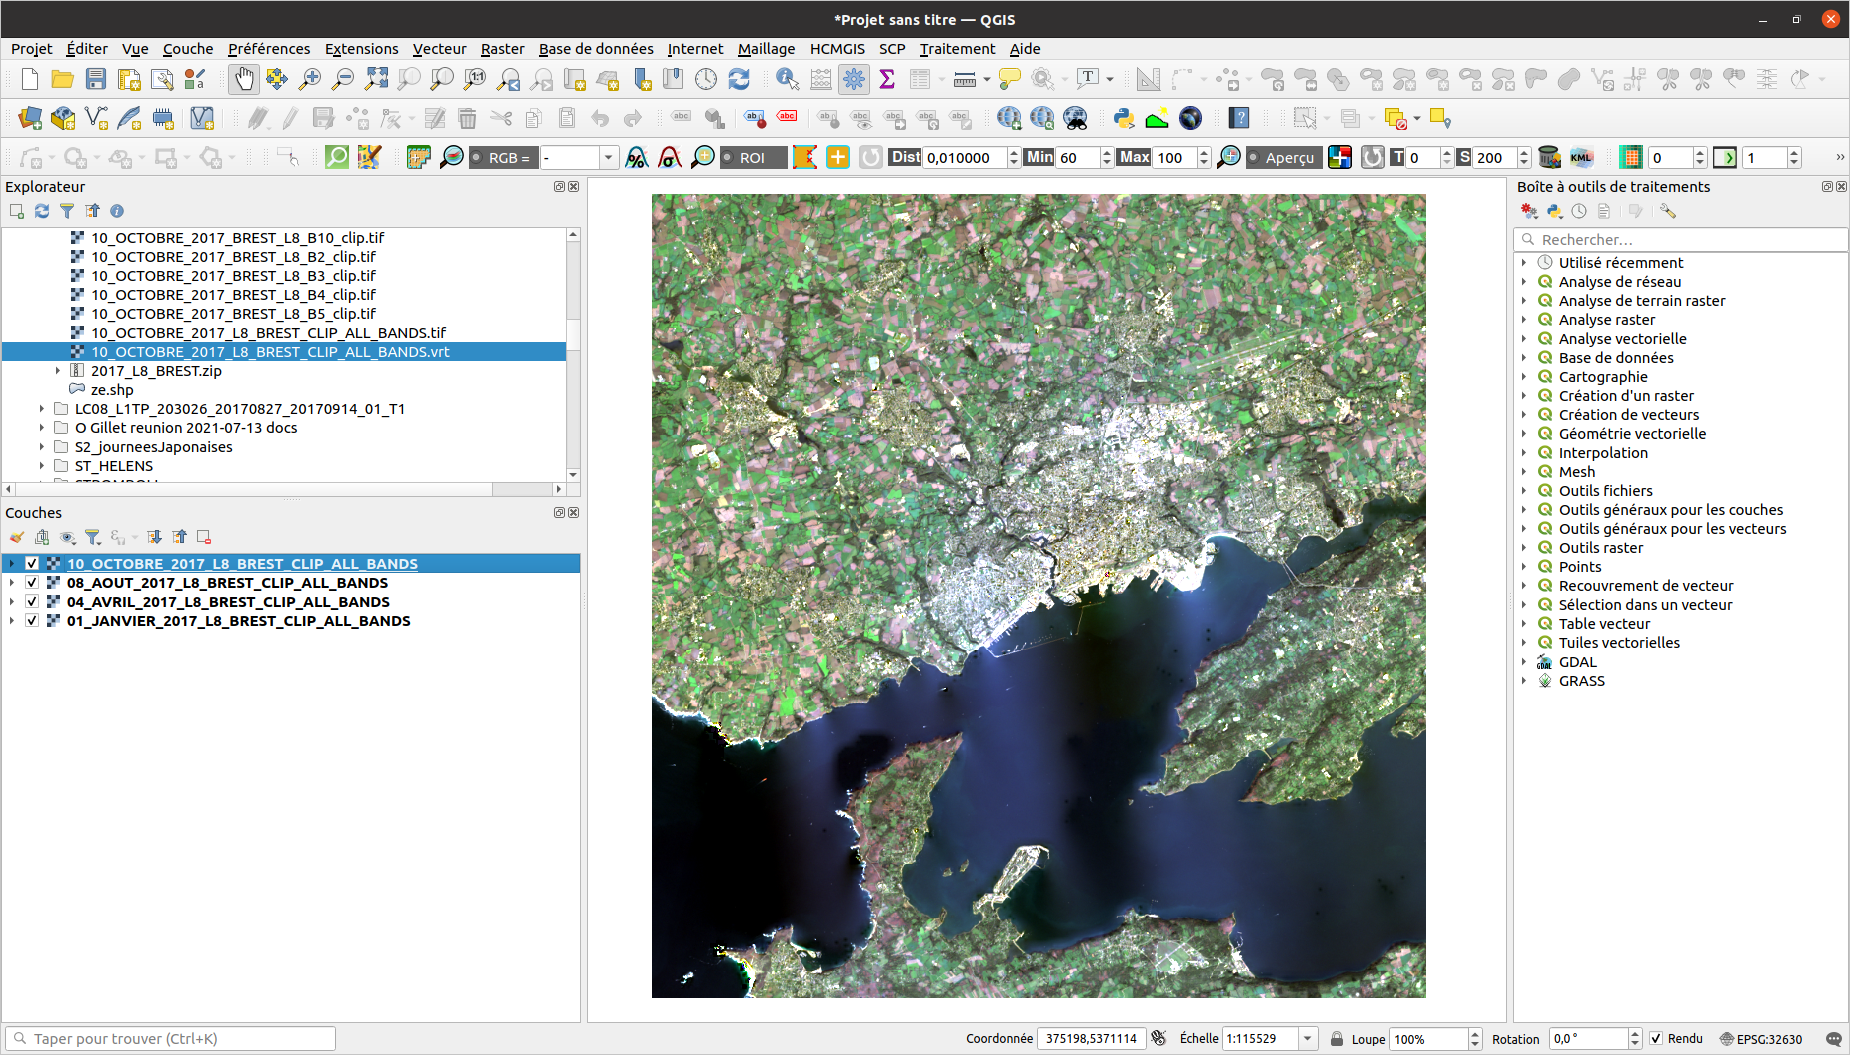 *Projet sans titre — QGIS
Projet Éditer Vue Couche Préférences Extensions Vecteur Raster Base de données Internet Maillage HCMGIS SCP Traitement Aide
RGB = - ROI Dist 0,010000 Min 60 Max 100 Aperçu T 0 S 200 KML 0 1
Explorateur
10_OCTOBRE_2017_BREST_L8_B10_clip.tif
10_OCTOBRE_2017_BREST_L8_B2_clip.tif
10_OCTOBRE_2017_BREST_L8_B3_clip.tif
10_OCTOBRE_2017_BREST_L8_B4_clip.tif
10_OCTOBRE_2017_BREST_L8_B5_clip.tif
10_OCTOBRE_2017_L8_BREST_CLIP_ALL_BANDS.tif
10_OCTOBRE_2017_L8_BREST_CLIP_ALL_BANDS.vrt
2017_L8_BREST.zip
ze.shp
LC08_L1TP_203026_20170827_20170914_01_T1
O Gillet reunion 2021-07-13 docs
S2_journeesJaponaises
ST_HELENS
Couches
10_OCTOBRE_2017_L8_BREST_CLIP_ALL_BANDS
08_AOUT_2017_L8_BREST_CLIP_ALL_BANDS
04_AVRIL_2017_L8_BREST_CLIP_ALL_BANDS
01_JANVIER_2017_L8_BREST_CLIP_ALL_BANDS
Boîte à outils de traitements
Rechercher…
Utilisé récemment
Analyse de réseau
Analyse de terrain raster
Analyse raster
Analyse vectorielle
Base de données
Cartographie
Création d'un raster
Création de vecteurs
Géométrie vectorielle
Interpolation
Mesh
Outils fichiers
Outils généraux pour les couches
Outils généraux pour les vecteurs
Outils raster
Points
Recouvrement de vecteur
Sélection dans un vecteur
Table vecteur
Tuiles vectorielles
GDAL
GRASS
Taper pour trouver (Ctrl+K)
Coordonnée 375198,5371114 Échelle 1:115529 Loupe 100% Rotation 0,0 ° Rendu EPSG:32630